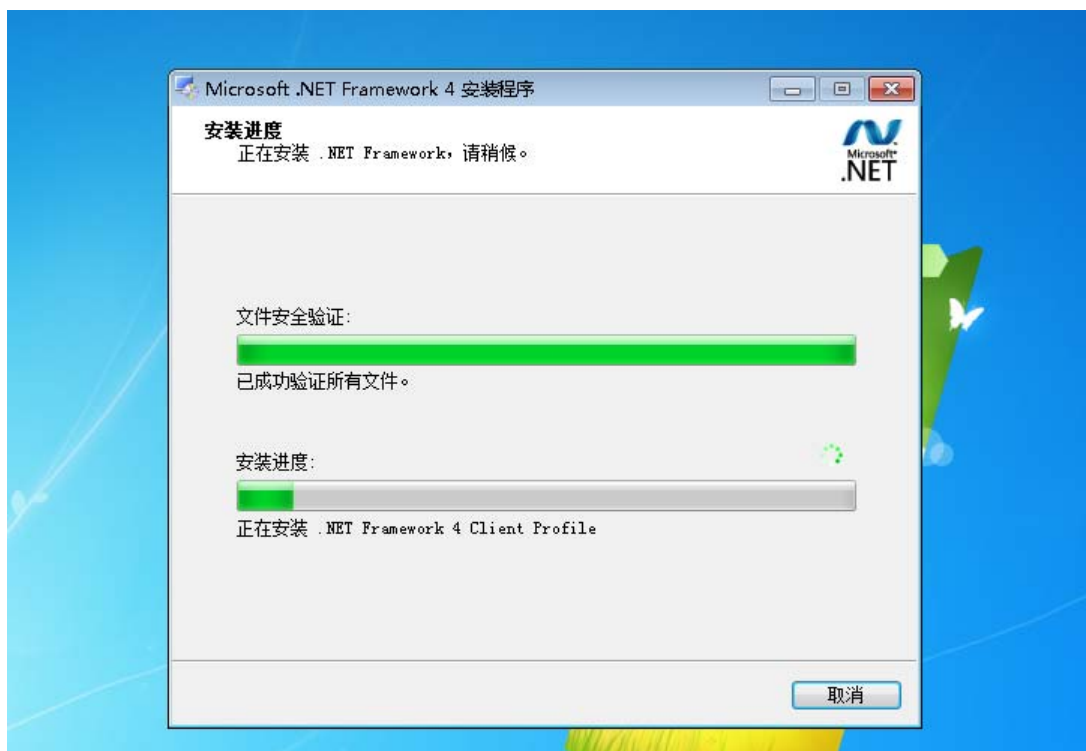 Microsoft .NET Framework 4 安装程序
安装进度
正在安装 .NET Framework，请稍候。
Microsoft
.NET
文件安全验证:
已成功验证所有文件。
安装进度:
正在安装 .NET Framework 4 Client Profile
取消